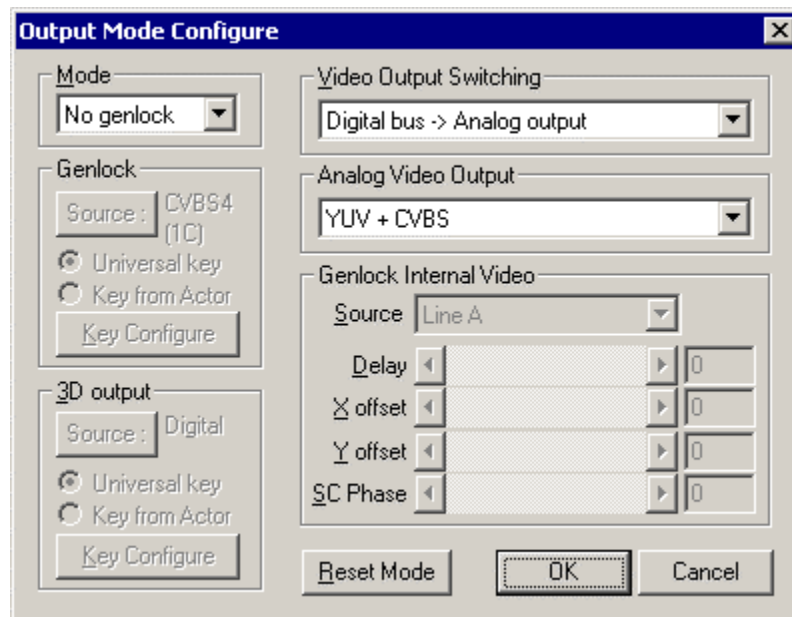 Output Mode Configure
Mode
No genlock
Genlock
Source :
CVBS4
(1C)
Universal key
Key from Actor
Key Configure
3D output
Source :
Digital
Universal key
Key from Actor
Key Configure
Video Output Switching
Digital bus -> Analog output
Analog Video Output
YUV + CVBS
Genlock Internal Video
Source Line A
Delay 0
X offset 0
Y offset 0
SC Phase 0
Reset Mode OK Cancel